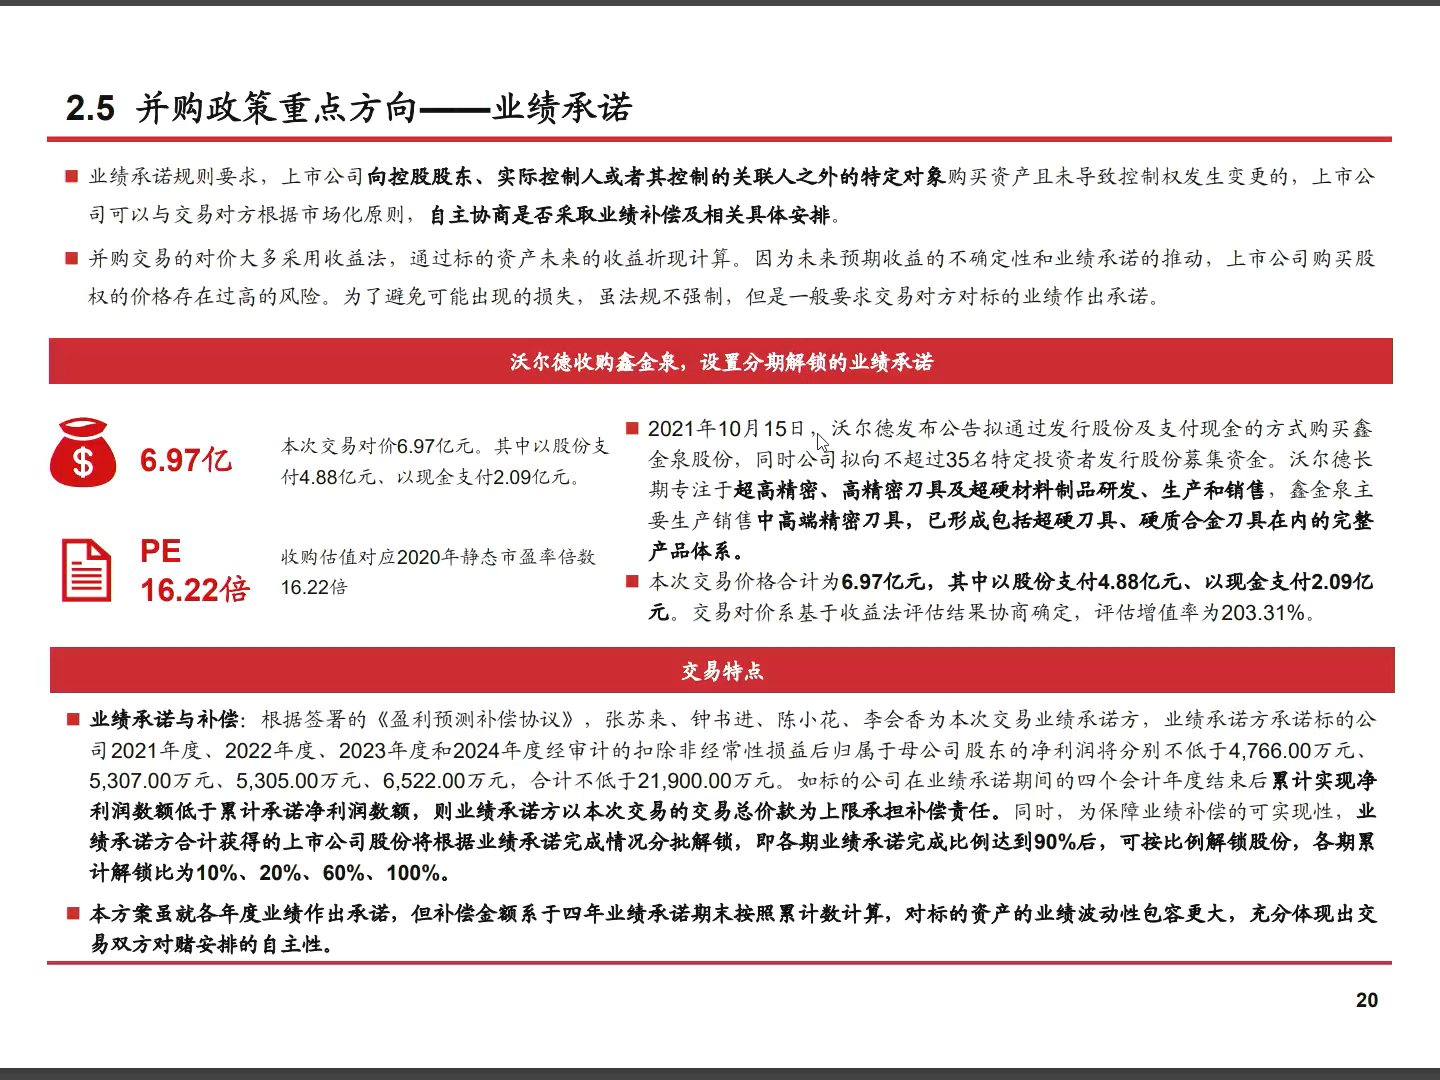 2.5 并购政策重点方向——业绩承诺
业绩承诺规则要求，上市公司向控股股东、实际控制人或者其控制的关联人之外的特定对象购买资产且未导致控制权发生变更的，上市公
司可以与交易对方根据市场化原则，自主协商是否采取业绩补偿及相关具体安排。
并购交易的对价大多采用收益法，通过标的资产未来的收益折现计算。因为未来预期收益的不确定性和业绩承诺的推动，上市公司购买股
权的价格存在过高的风险。为了避免可能出现的损失，虽法规不强制，但是一般要求交易对方对标的业绩作出承诺。
沃尔德收购鑫金泉，设置分期解锁的业绩承诺
6.97亿
本次交易对价6.97亿元。其中以股份支
付4.88亿元、以现金支付2.09亿元。
PE
16.22倍
收购估值对应2020年静态市盈率倍数
16.22倍
2021年10月15日，沃尔德发布公告拟通过发行股份及支付现金的方式购买鑫
金泉股份，同时公司拟向不超过35名特定投资者发行股份募集资金。沃尔德长
期专注于超高精密、高精密刀具及超硬材料制品研发、生产和销售，鑫金泉主
要生产销售中高端精密刀具，已形成包括超硬刀具、硬质合金刀具在内的完整
产品体系。
本次交易价格合计为6.97亿元，其中以股份支付4.88亿元、以现金支付2.09亿
元。交易对价系基于收益法评估结果协商确定，评估增值率为203.31%。
交易特点
业绩承诺与补偿：根据签署的《盈利预测补偿协议》，张苏来、钟书进、陈小花、李会香为本次交易业绩承诺方，业绩承诺方承诺标的公
司2021年度、2022年度、2023年度和2024年度经审计的扣除非经常性损益后归属于母公司股东的净利润将分别不低于4,766.00万元、
5,307.00万元、5,305.00万元、6,522.00万元，合计不低于21,900.00万元。如标的公司在业绩承诺期间的四个会计年度结束后累计实现净
利润数额低于累计承诺净利润数额，则业绩承诺方以本次交易的交易总价款为上限承担补偿责任。同时，为保障业绩补偿的可实现性，业
绩承诺方合计获得的上市公司股份将根据业绩承诺完成情况分批解锁，即各期业绩承诺完成比例达到90%后，可按比例解锁股份，各期累
计解锁比为10%、20%、60%、100%。
本方案虽就各年度业绩作出承诺，但补偿金额系于四年业绩承诺期末按照累计数计算，对标的资产的业绩波动性包容更大，充分体现出交
易双方对赌安排的自主性。
20